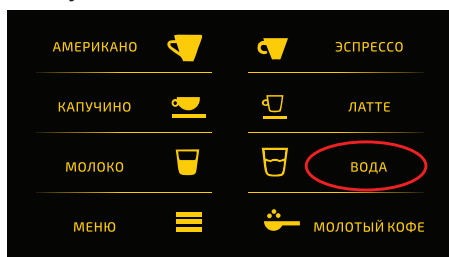 АМЕРИКАНО ЭСПРЕССО
КАПУЧИНО ЛАТТЕ
МОЛОКО ВОДА
МЕНЮ МОЛОТЫЙ КОФЕ